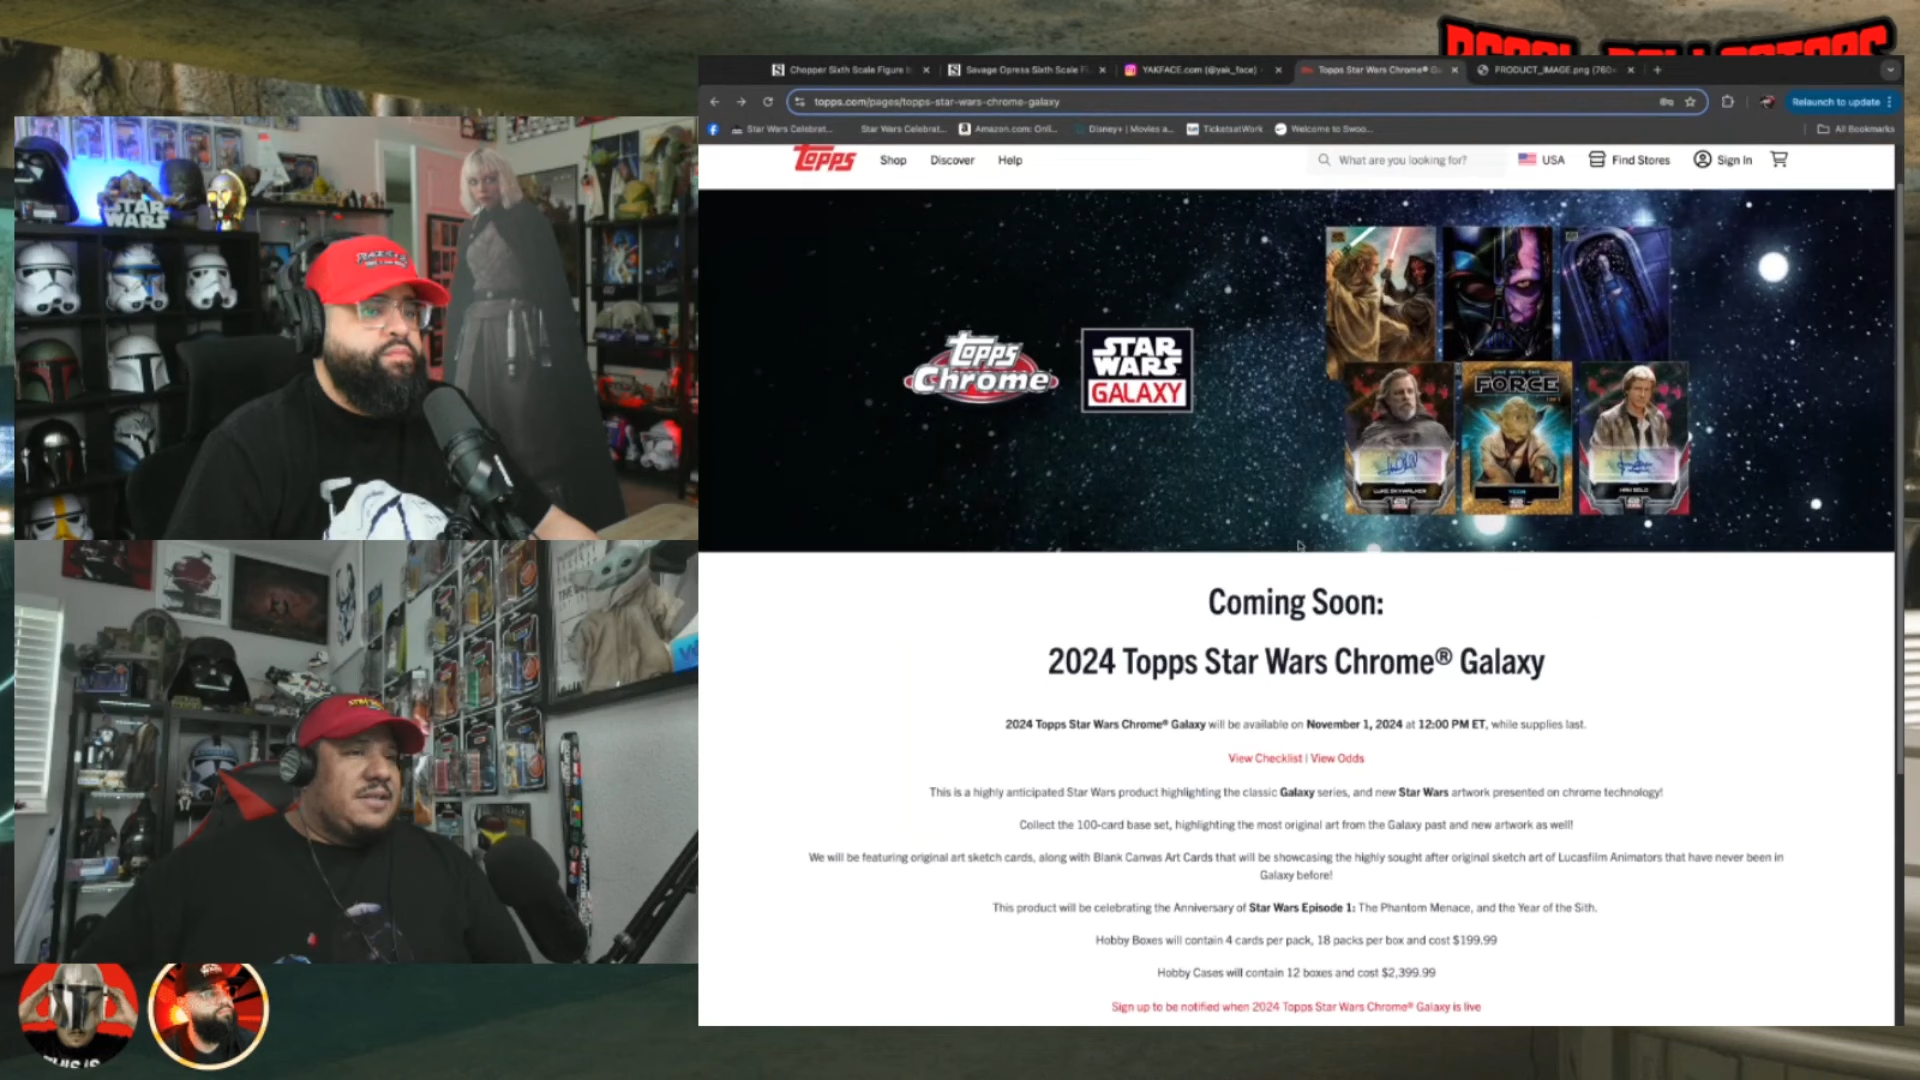 Chopper Sixth Scale Figure b
Savage Opress Sixth Scale Fi
YAKFACE.com (@yak_face)
Topps Star Wars Chrome® G
PRODUCT_IMAGE.png (760×
topps.com/pages/topps-star-wars-chrome-galaxy
Relaunch to update
Star Wars Celebrat...
Star Wars Celebrat...
Amazon.com: Onli...
Disney+ | Movies a...
TicketsatWork
Welcome to Swoo...
All Bookmarks
Topps
Shop
Discover
Help
What are you looking for?
USA
Find Stores
Sign In
STAR
WARS
Topps
Chrome
STAR
WARS
GALAXY
FORCE
YODA
LUKE SKYWALKER
HAN SOLO
Coming Soon:
2024 Topps Star Wars Chrome® Galaxy
2024 Topps Star Wars Chrome® Galaxy will be available on November 1, 2024 at 12:00 PM ET, while supplies last.
View Checklist | View Odds
This is a highly anticipated Star Wars product highlighting the classic Galaxy series, and new Star Wars artwork presented on chrome technology!
Collect the 100-card base set, highlighting the most original art from the Galaxy past and new artwork as well!
We will be featuring original art sketch cards, along with Blank Canvas Art Cards that will be showcasing the highly sought after original sketch art of Lucasfilm Animators that have never been in
Galaxy before!
This product will be celebrating the Anniversary of Star Wars Episode 1: The Phantom Menace, and the Year of the Sith.
Hobby Boxes will contain 4 cards per pack, 18 packs per box and cost $199.99
Hobby Cases will contain 12 boxes and cost $2,399.99
Sign up to be notified when 2024 Topps Star Wars Chrome® Galaxy is live
THIS IS